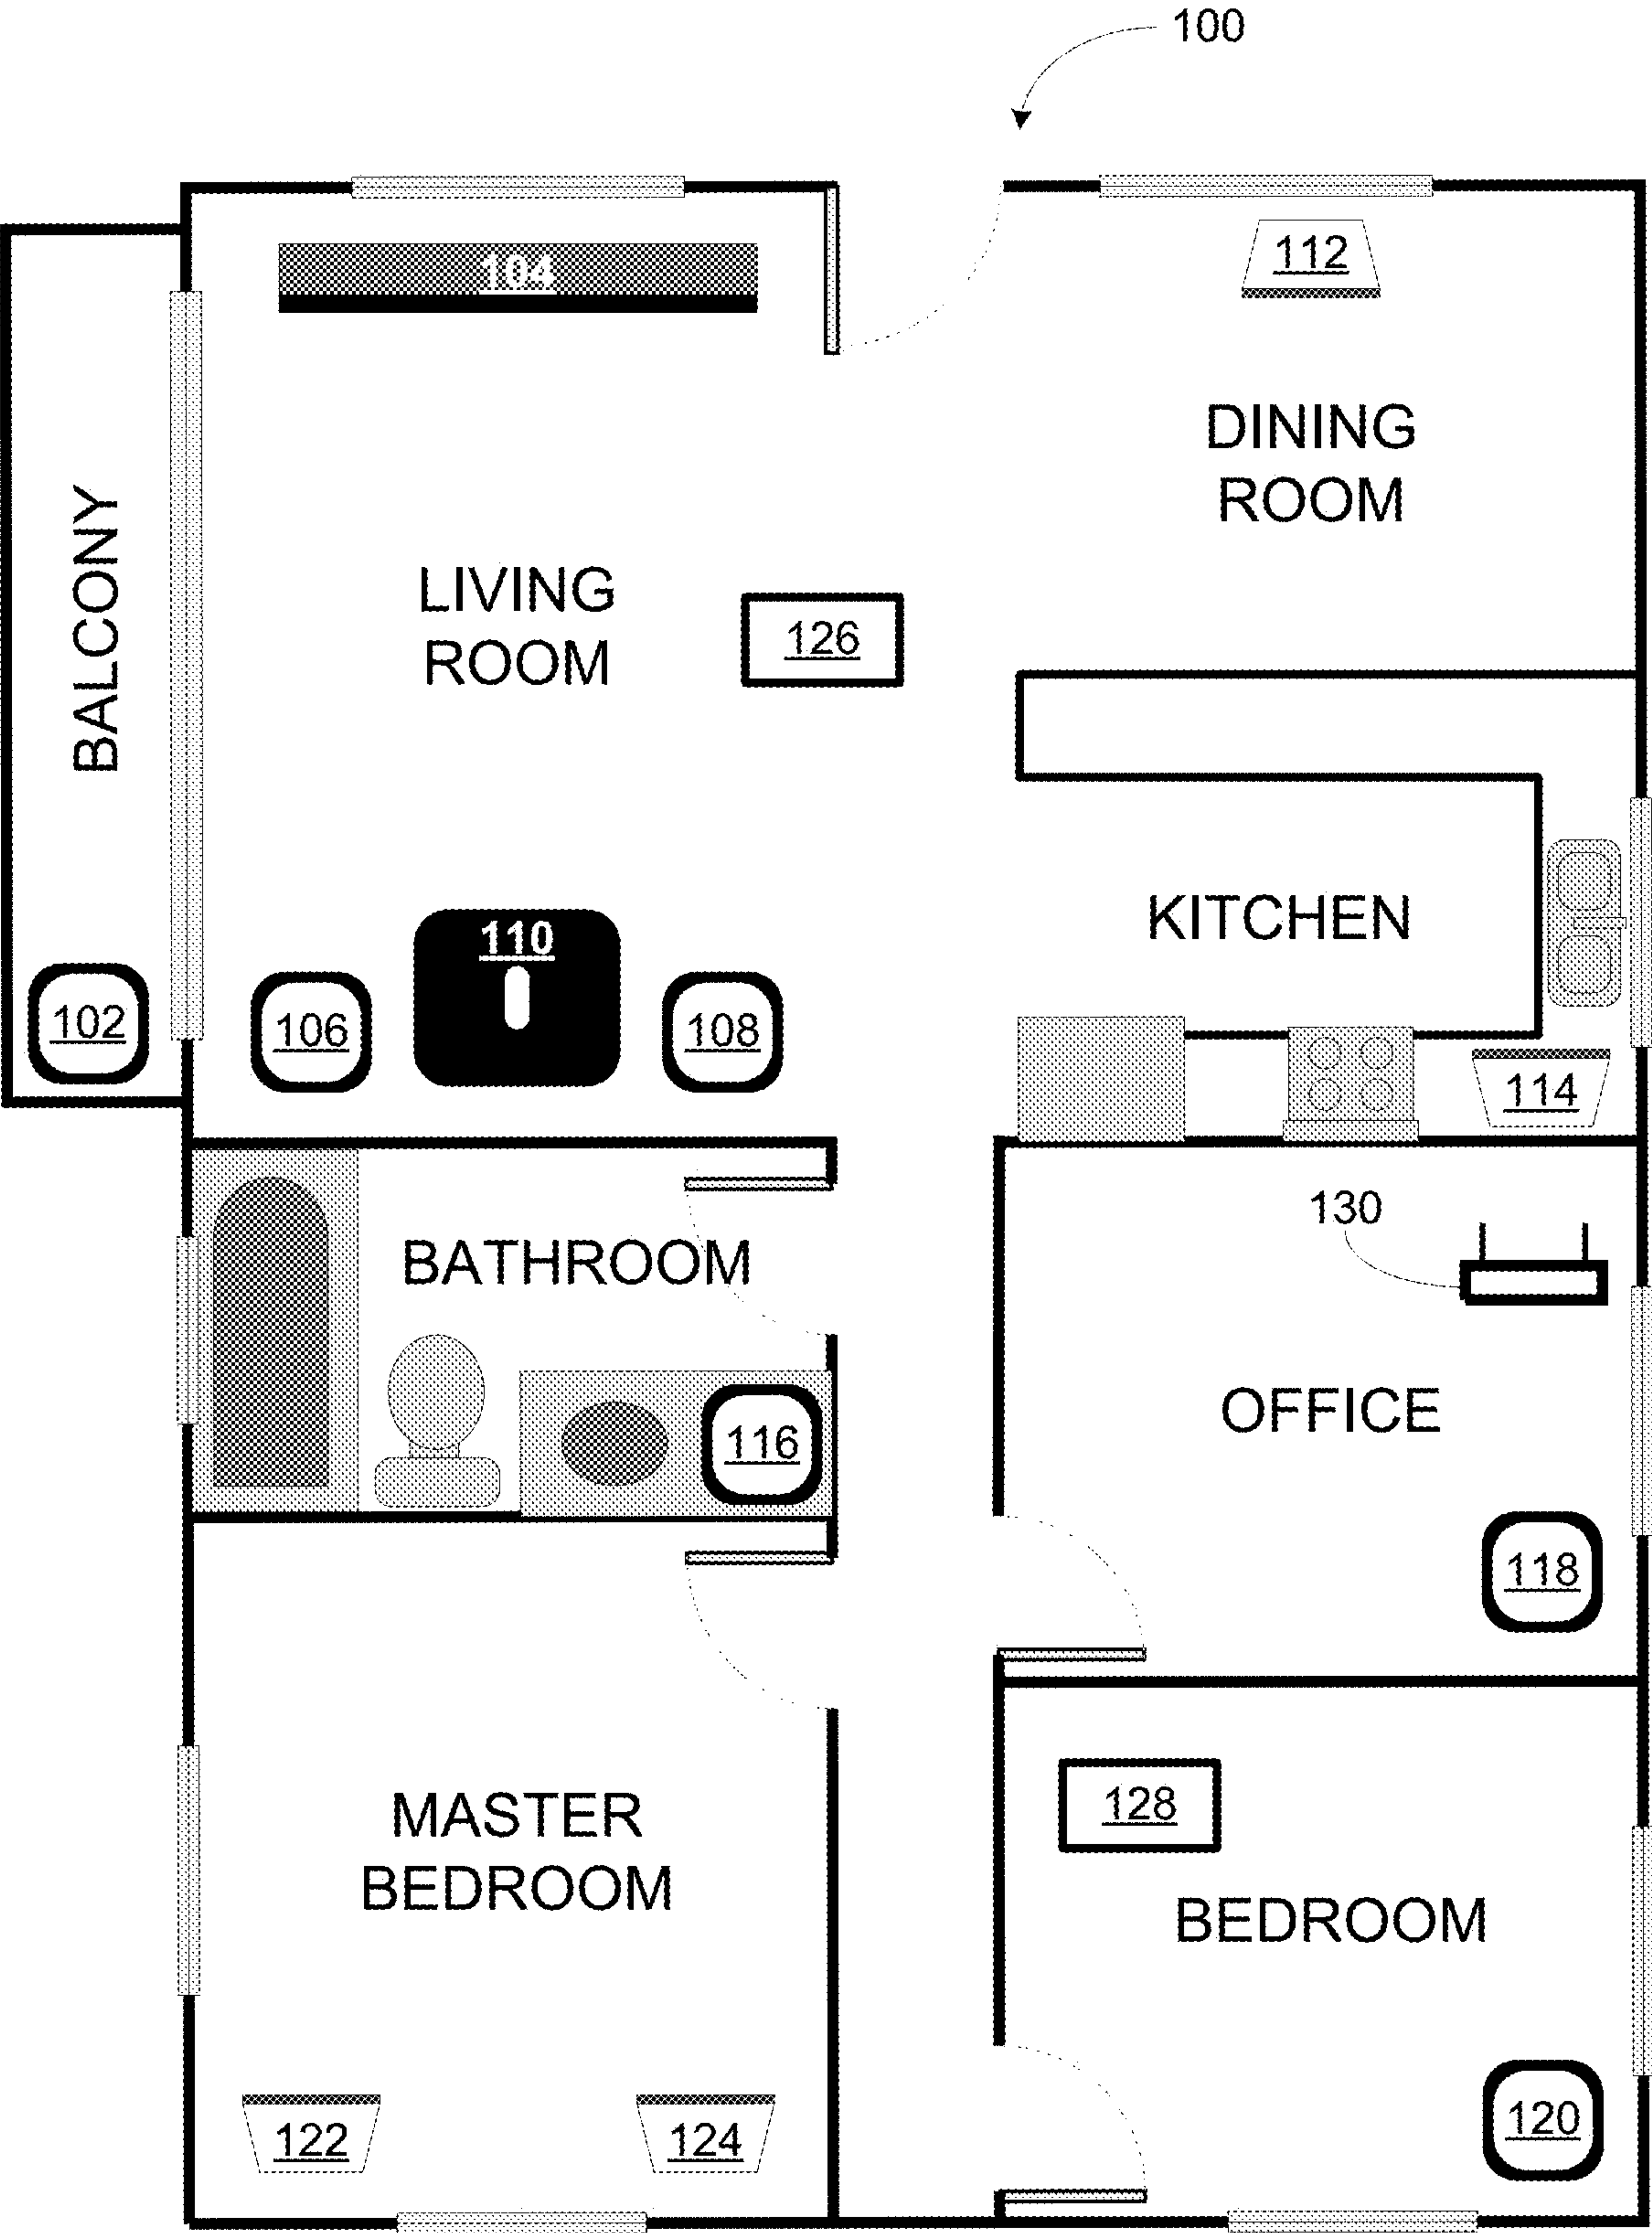 100
104
112
DINING
ROOM
BALCONY
LIVING
ROOM
126
110
KITCHEN
102
106
108
114
130
BATHROOM
OFFICE
116
118
MASTER
BEDROOM
128
BEDROOM
122
124
120